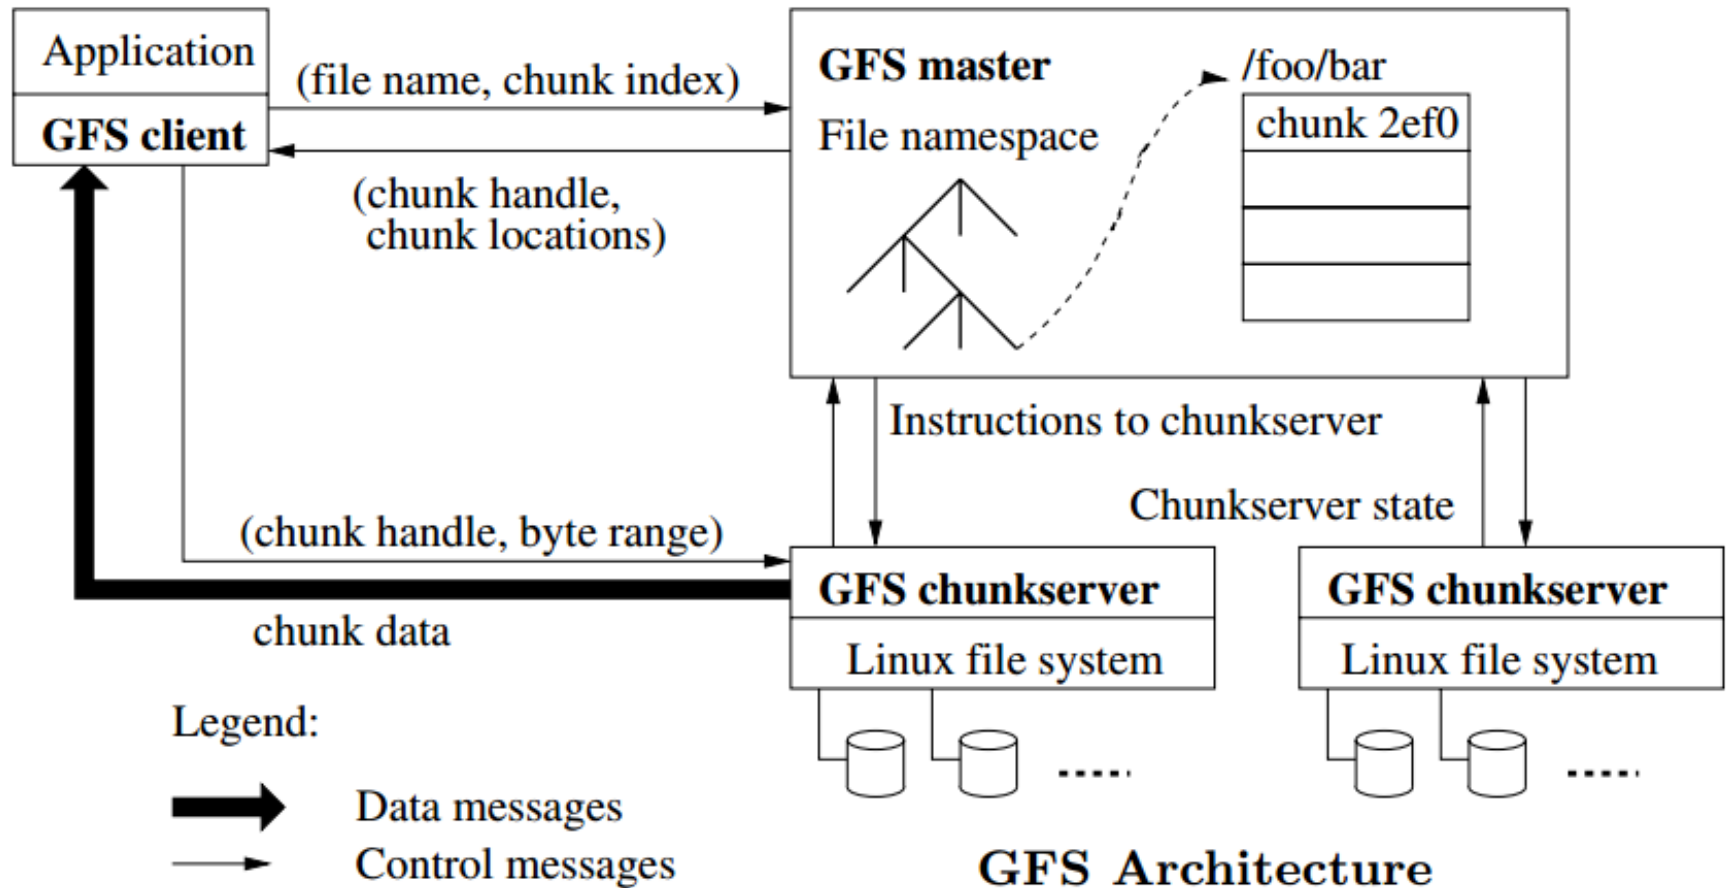 Application
GFS client
(file name, chunk index)
(chunk handle,
chunk locations)
GFS master
File namespace
/foo/bar
chunk 2ef0
Instructions to chunkserver
Chunkserver state
(chunk handle, byte range)
chunk data
GFS chunkserver
Linux file system
GFS chunkserver
Linux file system
Legend:
Data messages
Control messages
GFS Architecture